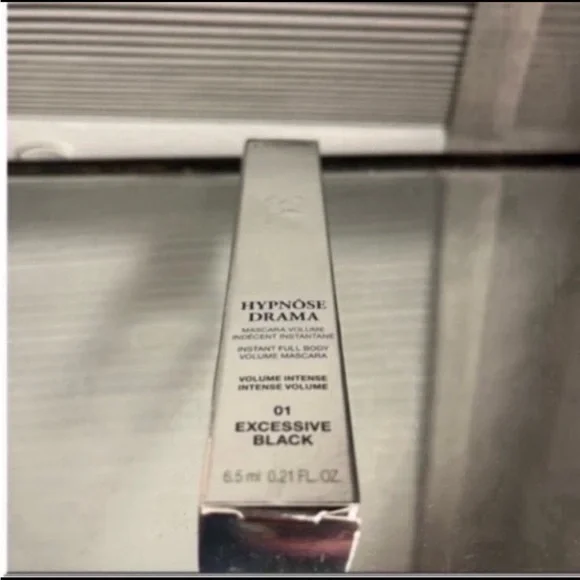 HYPNÔSE
DRAMA
MASCARA VOLUME
INDÉCENT INSTANTANÉ
INSTANT FULL BODY
VOLUME MASCARA
VOLUME INTENSE
INTENSE VOLUME
01
EXCESSIVE
BLACK
6.5 ml 0.21 FL. OZ.